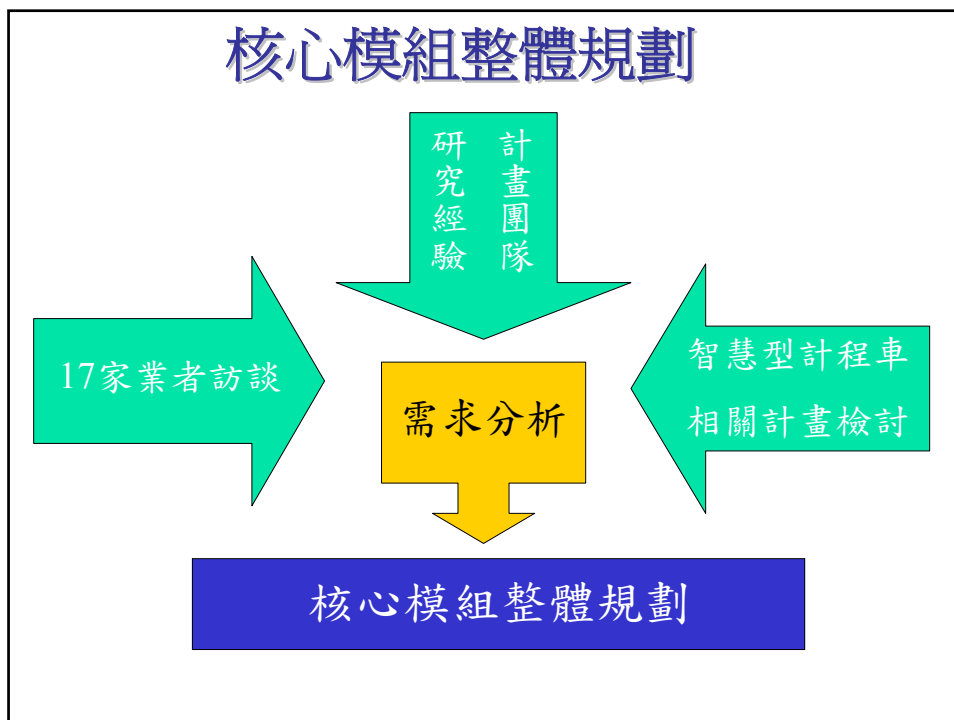 核心模組整體規劃
計畫團隊
研究經驗
17家業者訪談
需求分析
智慧型計程車
相關計畫檢討
核心模組整體規劃